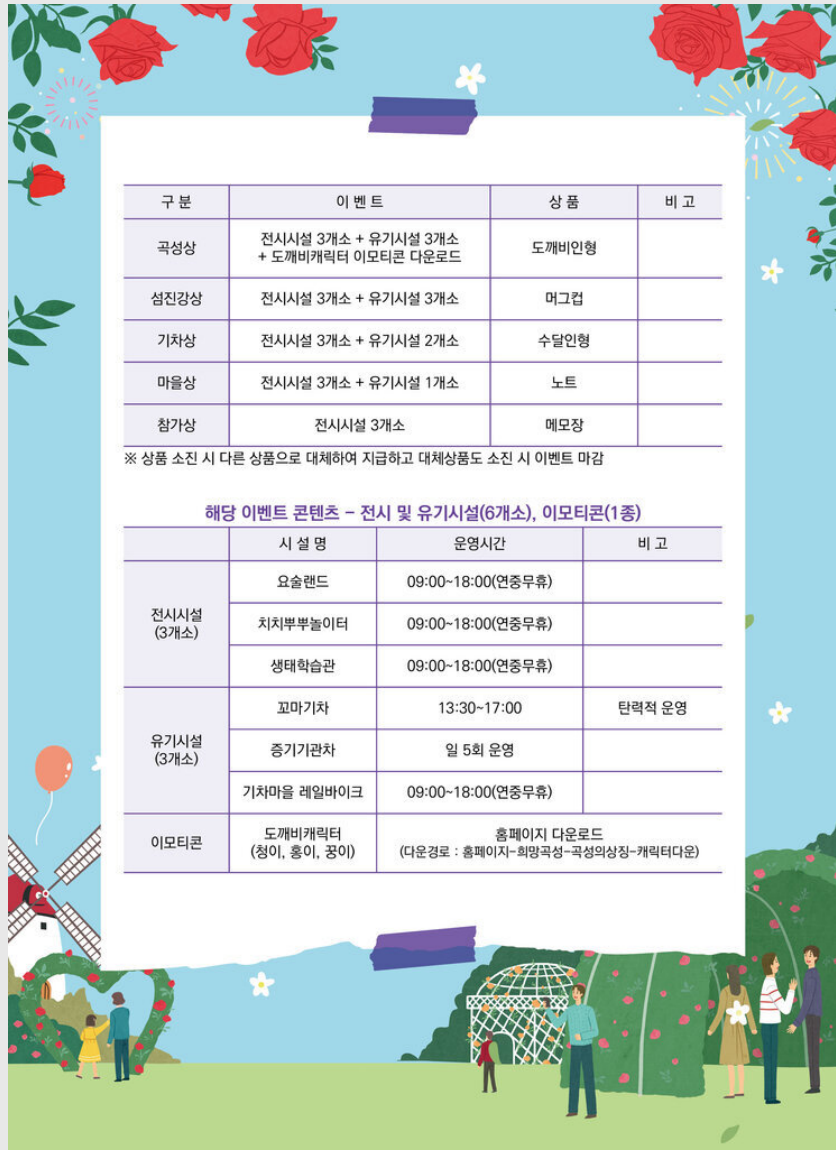 구 분 이 벤 트 상 품 비 고
곡성상 전시시설 3개소 + 유기시설 3개소 + 도깨비캐릭터 이모티콘 다운로드 도깨비인형
섬진강상 전시시설 3개소 + 유기시설 3개소 머그컵
기차상 전시시설 3개소 + 유기시설 2개소 수달인형
마을상 전시시설 3개소 + 유기시설 1개소 노트
참가상 전시시설 3개소 메모장
※ 상품 소진 시 다른 상품으로 대체하여 지급하고 대체상품도 소진 시 이벤트 마감
해당 이벤트 콘텐츠 – 전시 및 유기시설(6개소), 이모티콘(1종)
시 설 명 운영시간 비 고
전시시설 (3개소)
요술랜드 09:00~18:00(연중무휴)
치치뿌뿌놀이터 09:00~18:00(연중무휴)
생태학습관 09:00~18:00(연중무휴)
유기시설 (3개소)
꼬마기차 13:30~17:00 탄력적 운영
증기기관차 일 5회 운영
기차마을 레일바이크 09:00~18:00(연중무휴)
이모티콘
도깨비캐릭터 (청이, 홍이, 꿍이)
홈페이지 다운로드
(다운경로 : 홈페이지-희망곡성-곡성의상징-캐릭터다운)